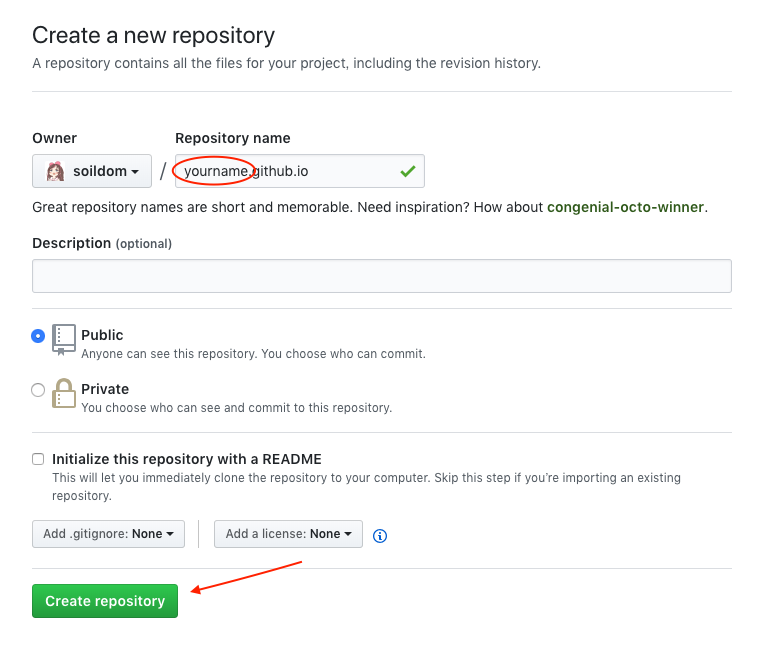 Create a new repository
A repository contains all the files for your project, including the revision history.
Owner
Repository name
soildom
/
yourname.github.io
Great repository names are short and memorable. Need inspiration? How about congenial-octo-winner.
Description (optional)
Public
Anyone can see this repository. You choose who can commit.
Private
You choose who can see and commit to this repository.
Initialize this repository with a README
This will let you immediately clone the repository to your computer. Skip this step if you’re importing an existing
repository.
Add .gitignore: None
Add a license: None
Create repository